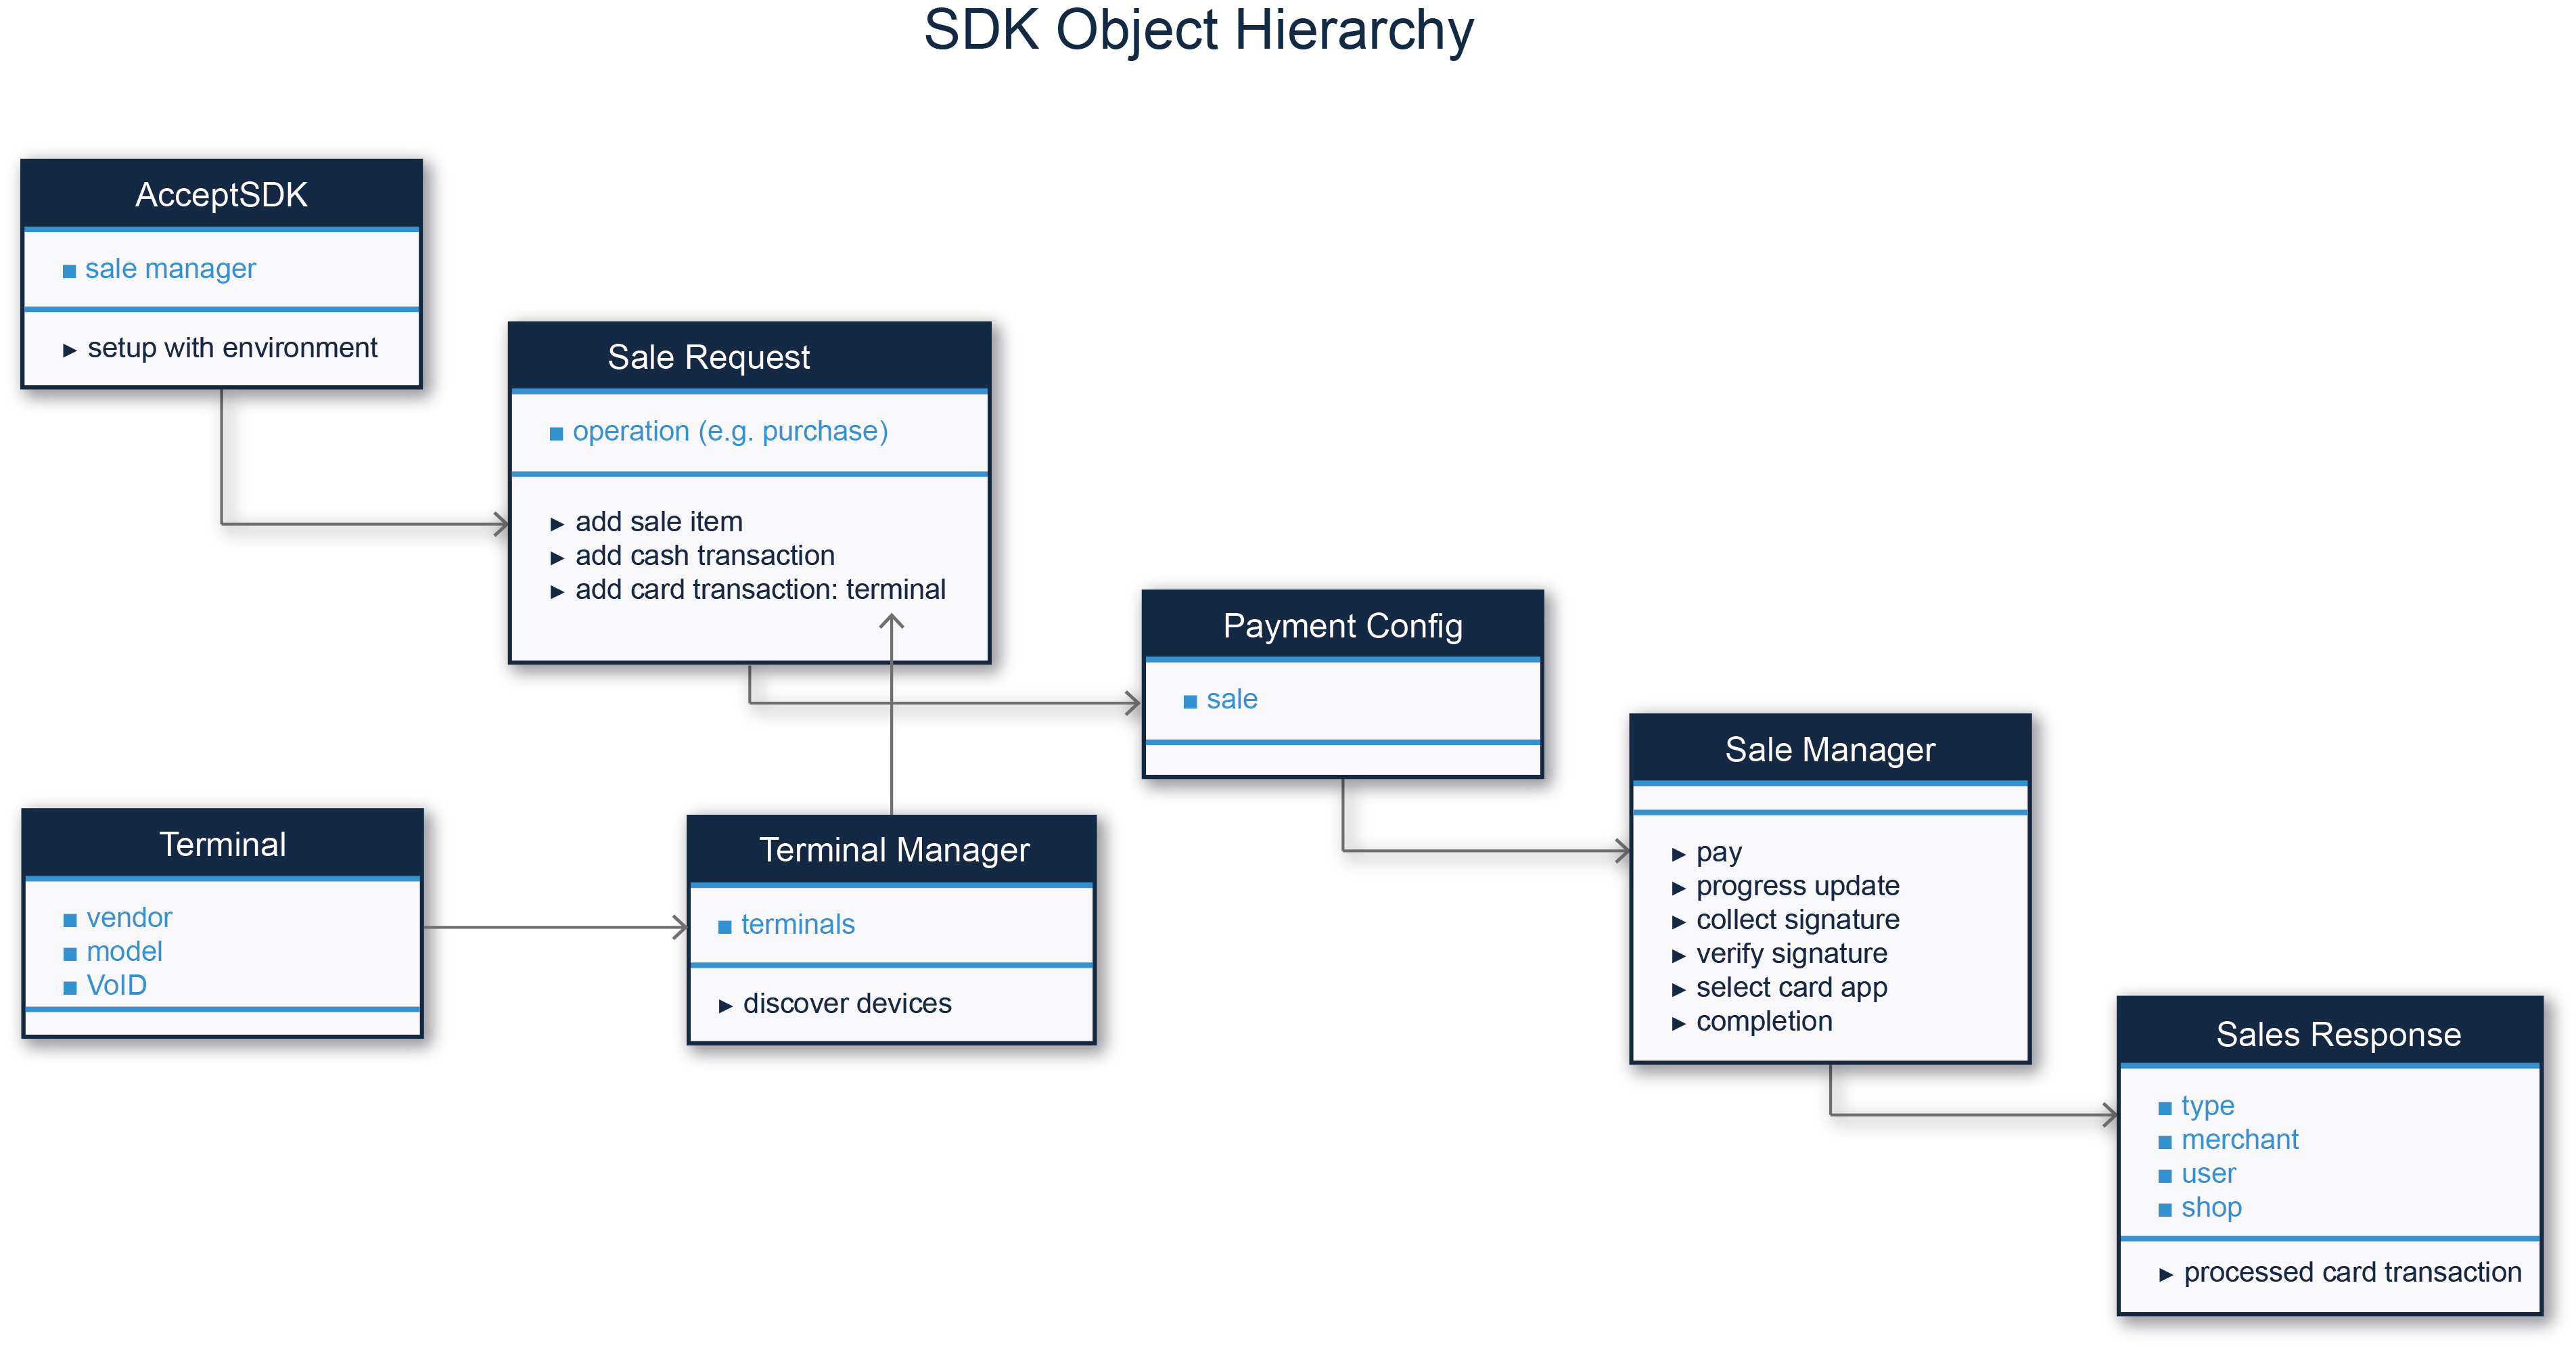 SDK Object Hierarchy
AcceptSDK
sale manager
setup with environment
Sale Request
operation (e.g. purchase)
add sale item
add cash transaction
add card transaction: terminal
Payment Config
sale
Sale Manager
pay
progress update
collect signature
verify signature
select card app
completion
Terminal
vendor
model
VoID
Terminal Manager
terminals
discover devices
Sales Response
type
merchant
user
shop
processed card transaction